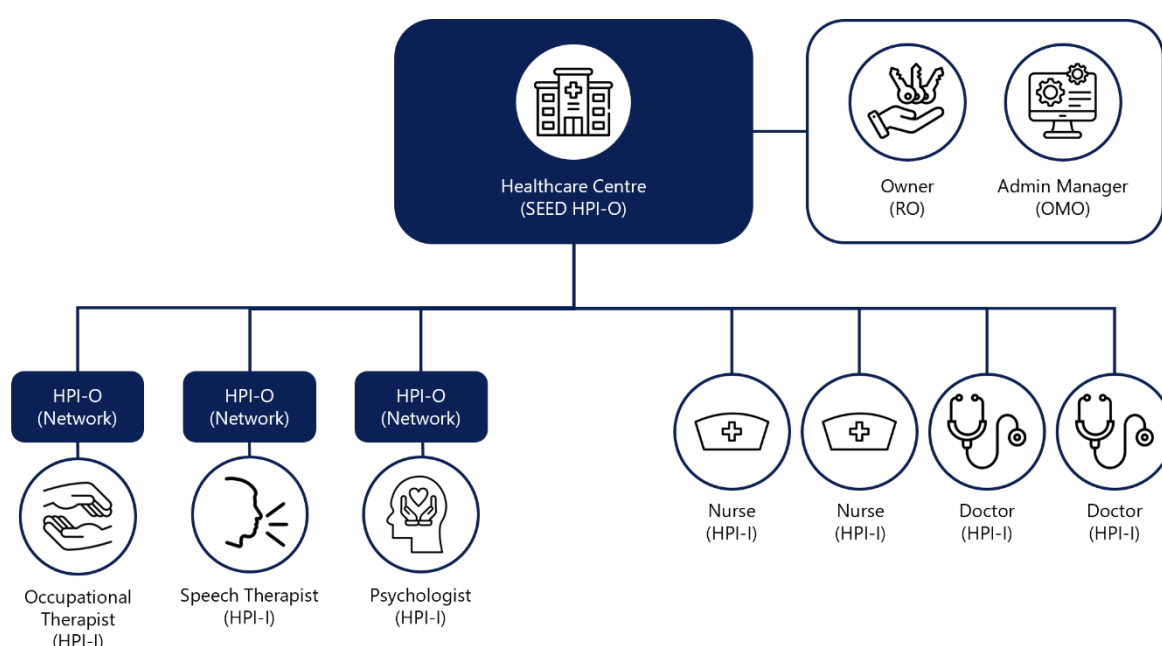 Healthcare Centre
(SEED HPI-O)
Owner
(RO)
Admin Manager
(OMO)
HPI-O
(Network)
HPI-O
(Network)
HPI-O
(Network)
Occupational
Therapist
(HPI-I)
Speech Therapist
(HPI-I)
Psychologist
(HPI-I)
Nurse
(HPI-I)
Nurse
(HPI-I)
Doctor
(HPI-I)
Doctor
(HPI-I)